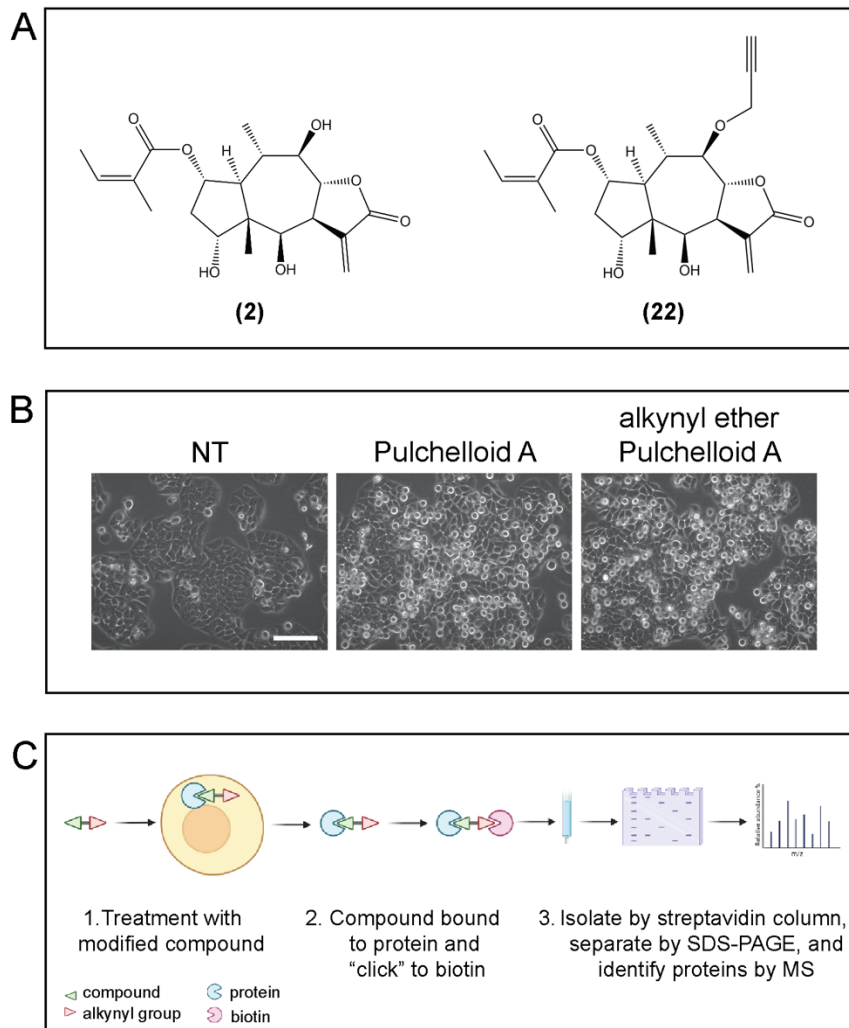 A
O
O
H
OH
O
O
HO
OH
(2)
O
O
H
O
O
O
HO
OH
(22)
B
NT
Pulchelloid A
alkynyl ether
Pulchelloid A
C
Relative abundance %
m/z
1.Treatment with
modified compound
2. Compound bound
to protein and
"click" to biotin
3. Isolate by streptavidin column,
separate by SDS-PAGE, and
identify proteins by MS
compound
protein
alkynyl group
biotin